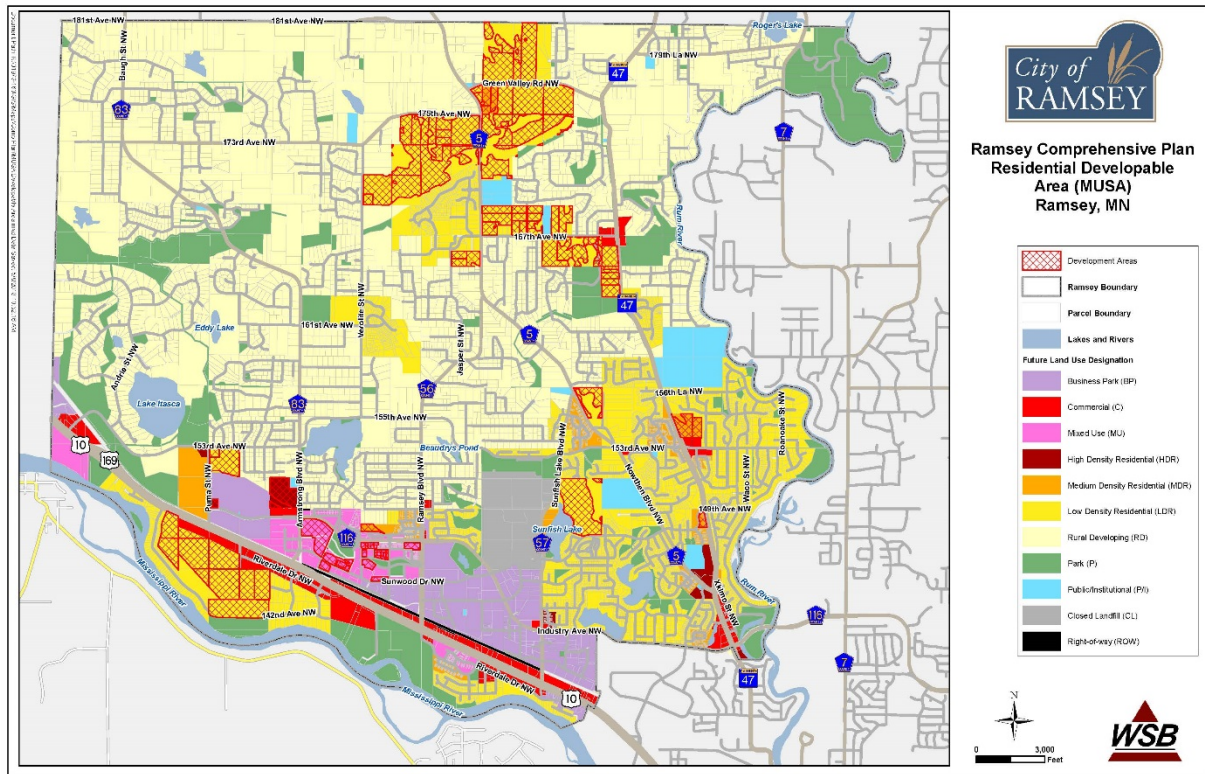 181st Ave NW
181st Ave NW
Roger's Lake
Baugh St NW
179th La NW
47
Green Valley Rd NW
83
175th Ave NW
5
7
173rd Ave NW
Rum River
167th Ave NW
47
Variolite St NW
161st Ave NW
Eddy Lake
5
Jasper St NW
Andrie St NW
56
156th La NW
Lake Itasca
83
155th Ave NW
Roanoke St NW
10
169
153rd Ave NW
Beaudrys Pond
Sunfish Lake Blvd NW
153rd Ave NW
Nowthen Blvd NW
Waco St NW
Puma St NW
Armstrong Blvd NW
Ramsey Blvd NW
149th Ave NW
Sunfish Lake
116
57
5
Riverdale Dr NW
Sunwood Dr NW
Mississippi River
Xkimo St NW
Rum River
142nd Ave NW
Industry Ave NW
116
7
Riverdale Dr NW
47
10
Mississippi River
City of
RAMSEY
Ramsey Comprehensive Plan
Residential Developable
Area (MUSA)
Ramsey, MN
Development Areas
Ramsey Boundary
Parcel Boundary
Lakes and Rivers
Future Land Use Designation
Business Park (BP)
Commercial (C)
Mixed Use (MU)
High Density Residential (HDR)
Medium Density Residential (MDR)
Low Density Residential (LDR)
Rural Developing (RD)
Park (P)
Public/Institutional (P/I)
Closed Landfill (CL)
Right-of-way (ROW)
N
0 3,000
Feet
WSB